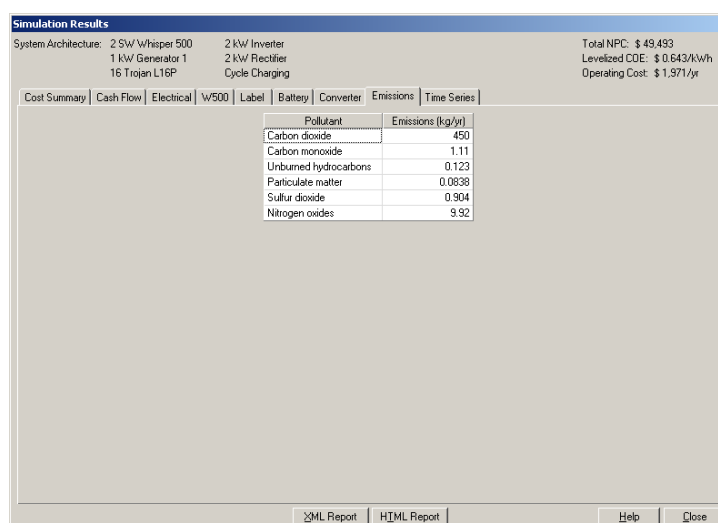 Simulation Results
System Architecture: 2 SW Whisper 500 2 kW Inverter Total NPC: $ 49,493
1 kW Generator 1 2 kW Rectifier Levelized COE: $ 0.643/kWh
16 Trojan L16P Cycle Charging Operating Cost: $ 1,971/yr
Cost Summary Cash Flow Electrical W500 Label Battery Converter Emissions Time Series
Pollutant Emissions (kg/yr)
Carbon dioxide 450
Carbon monoxide 1.11
Unburned hydrocarbons 0.123
Particulate matter 0.0838
Sulfur dioxide 0.904
Nitrogen oxides 9.92
XML Report HTML Report Help Close